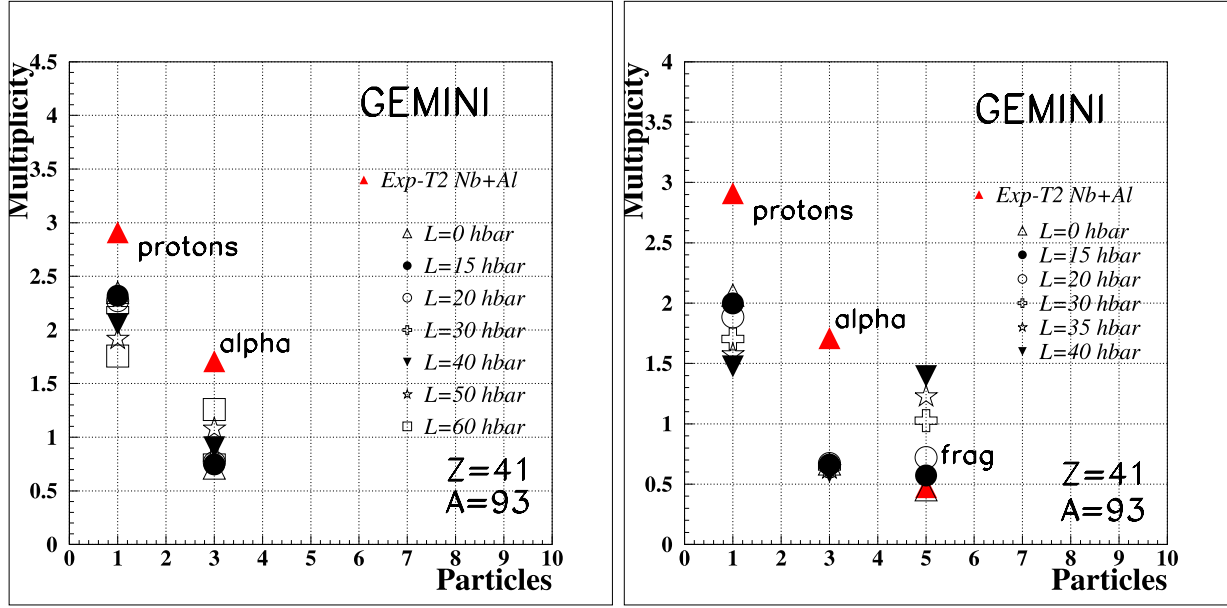 Multiplicity
4.5
4
3.5
3
2.5
2
1.5
1
0.5
0
0 1 2 3 4 5 6 7 8 9 10
Particles
GEMINI
Exp-T2 Nb+Al
L=0 hbar
L=15 hbar
L=20 hbar
L=30 hbar
L=40 hbar
L=50 hbar
L=60 hbar
protons
alpha
Z=41
A=93
Multiplicity
4
3.5
3
2.5
2
1.5
1
0.5
0
0 1 2 3 4 5 6 7 8 9 10
Particles
GEMINI
Exp-T2 Nb+Al
L=0 hbar
L=15 hbar
L=20 hbar
L=30 hbar
L=35 hbar
L=40 hbar
protons
alpha
frag
Z=41
A=93